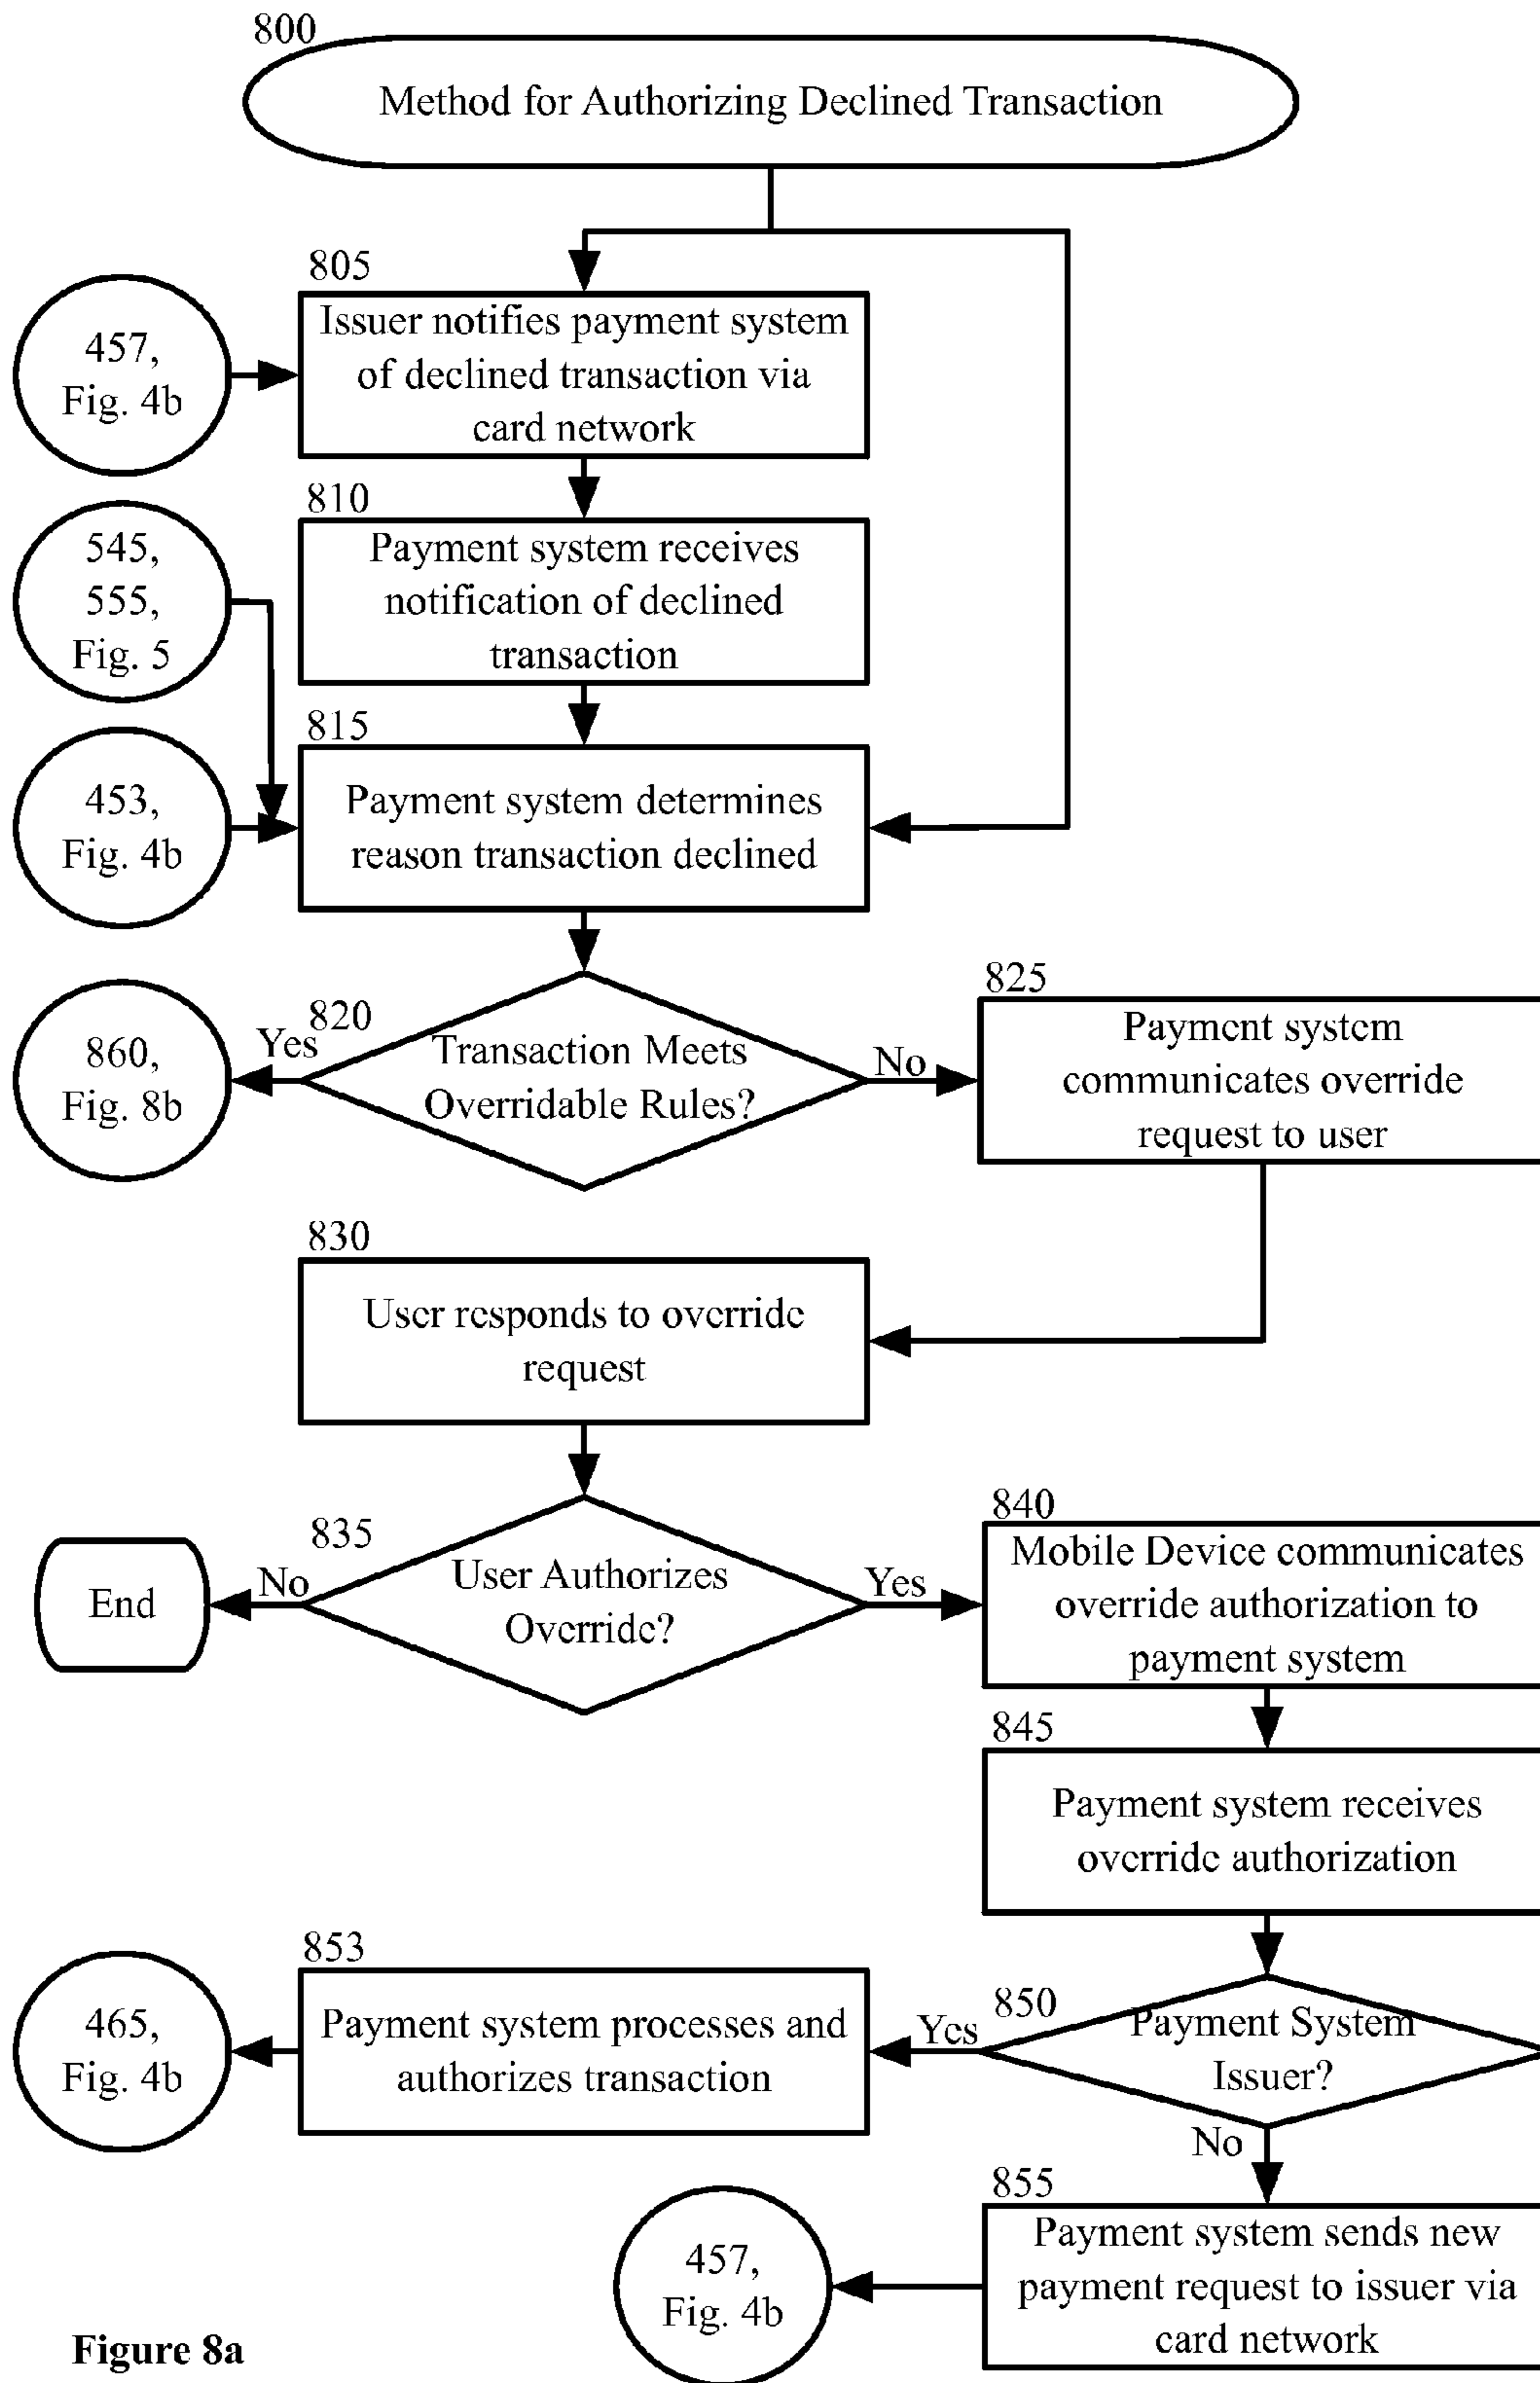 800
Method for Authorizing Declined Transaction
805
Issuer notifies payment system
of declined transaction via
card network
457,
Fig. 4b
810
Payment system receives
notification of declined
transaction
545,
555,
Fig. 5
815
Payment system determines
reason transaction declined
453,
Fig. 4b
820
Transaction Meets
Overridable Rules?
Yes
860,
Fig. 8b
No
825
Payment system
communicates override
request to user
830
User responds to override
request
835
User Authorizes
Override?
No
End
Yes
840
Mobile Device communicates
override authorization to
payment system
845
Payment system receives
override authorization
850
Payment System
Issuer?
Yes
853
Payment system processes and
authorizes transaction
465,
Fig. 4b
No
855
Payment system sends new
payment request to issuer via
card network
457,
Fig. 4b
Figure 8a